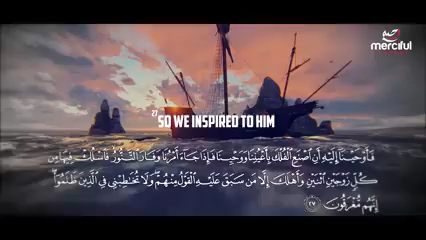 merciful
27 SO WE INSPIRED TO HIM
فَأَوْحَيْنَا إِلَيْهِ أَنِ اصْنَعِ الْفُلْكَ بِأَعْيُنِنَا وَوَحْيِنَا فَإِذَا جَاءَ أَمْرُنَا وَفَارَ التَّنُّورُ فَاسْلُكْ فِيهَا مِن
كُلٍّ زَوْجَيْنِ اثْنَيْنِ وَأَهْلَكَ إِلَّا مَن سَبَقَ عَلَيْهِ الْقَوْلُ مِنْهُمْ وَلَا تُخَاطِبْنِي فِي الَّذِينَ ظَلَمُوا
إِنَّهُم مُّغْرَقُونَ ٢٧